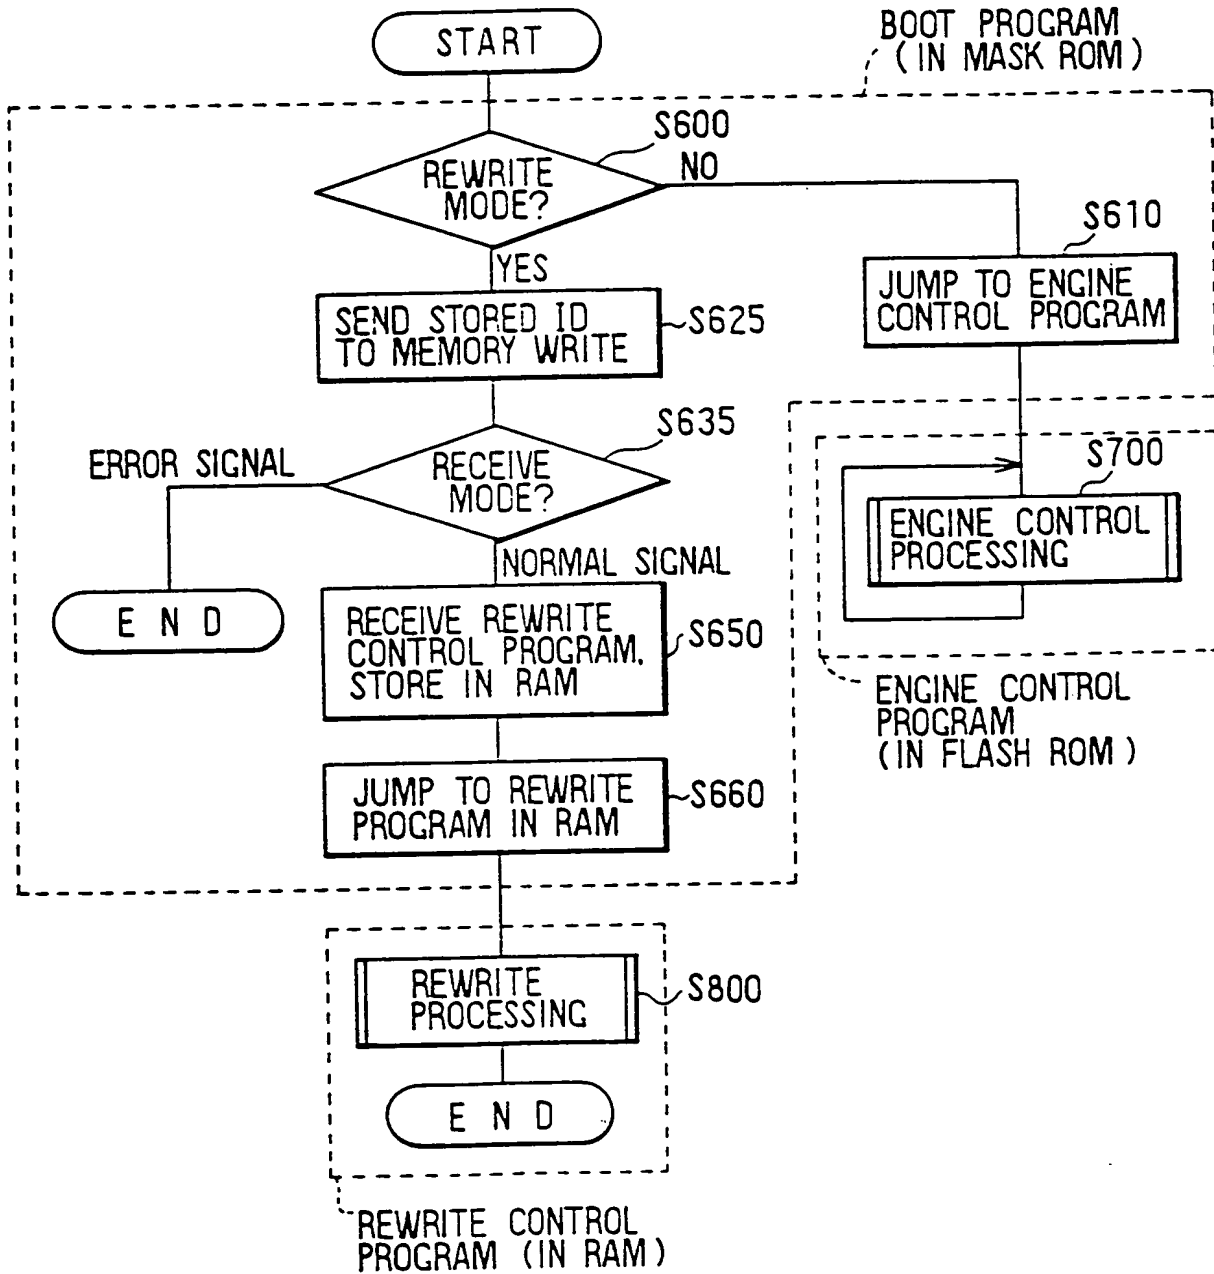 START
BOOT PROGRAM
(IN MASK ROM)
S600
REWRITE
MODE?
NO
YES
S610
JUMP TO ENGINE
CONTROL PROGRAM
SEND STORED ID
TO MEMORY WRITE
S625
S635
RECEIVE
MODE?
ERROR SIGNAL
NORMAL SIGNAL
END
S700
ENGINE CONTROL
PROCESSING
RECEIVE REWRITE
CONTROL PROGRAM,
STORE IN RAM
S650
ENGINE CONTROL
PROGRAM
(IN FLASH ROM)
JUMP TO REWRITE
PROGRAM IN RAM
S660
REWRITE
PROCESSING
S800
END
REWRITE CONTROL
PROGRAM (IN RAM)